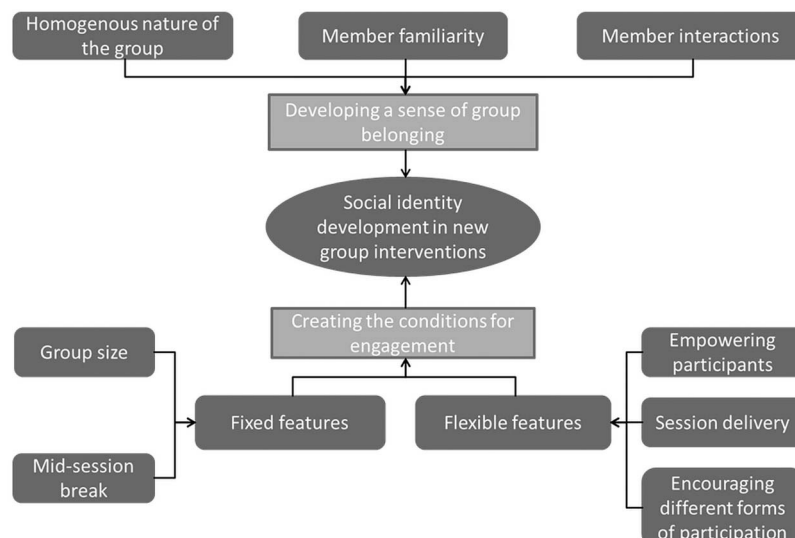 Homogenous nature of
the group
Member familiarity
Member interactions
Developing a sense of group
belonging
Social identity
development in new
group interventions
Creating the conditions for
engagement
Group size
Empowering
participants
Fixed features
Flexible features
Session delivery
Mid-session
break
Encouraging
different forms
of participation